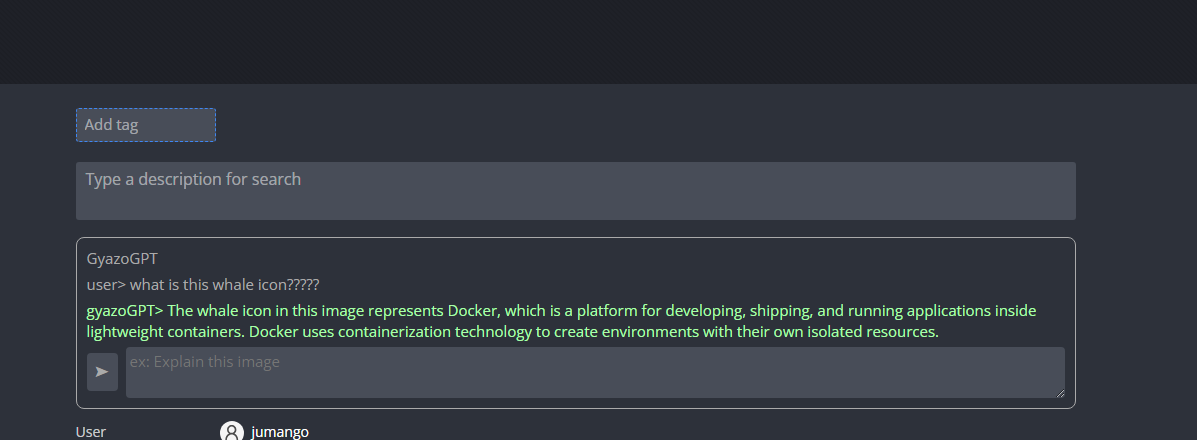 Add tag
Type a description for search
GyazoGPT
user> what is this whale icon?????
gyazoGPT> The whale icon in this image represents Docker, which is a platform for developing, shipping, and running applications inside
lightweight containers. Docker uses containerization technology to create environments with their own isolated resources.
ex: Explain this image
User jumango